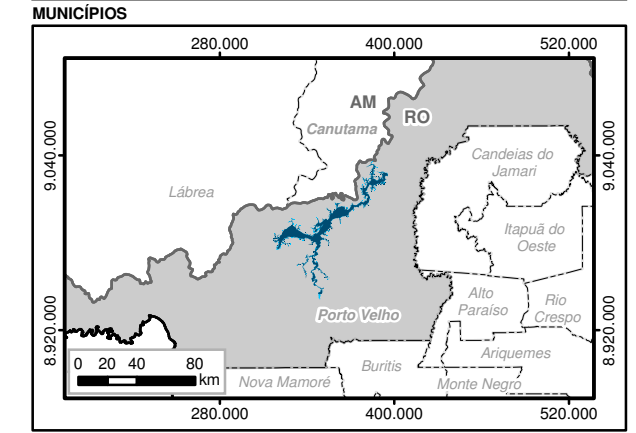 MUNICÍPIOS
280.000 400.000 520.000
AM
RO
Canutama
Candeias do
Jamari
9.040.000
9.040.000
Lábrea
Itapuã do
Oeste
Porto Velho
Alto
Paraíso
Rio
Crespo
8.920.000
8.920.000
Ariquemes
Buritis
Nova Mamoré
Monte Negro
0 20 40 80
km
280.000 400.000 520.000